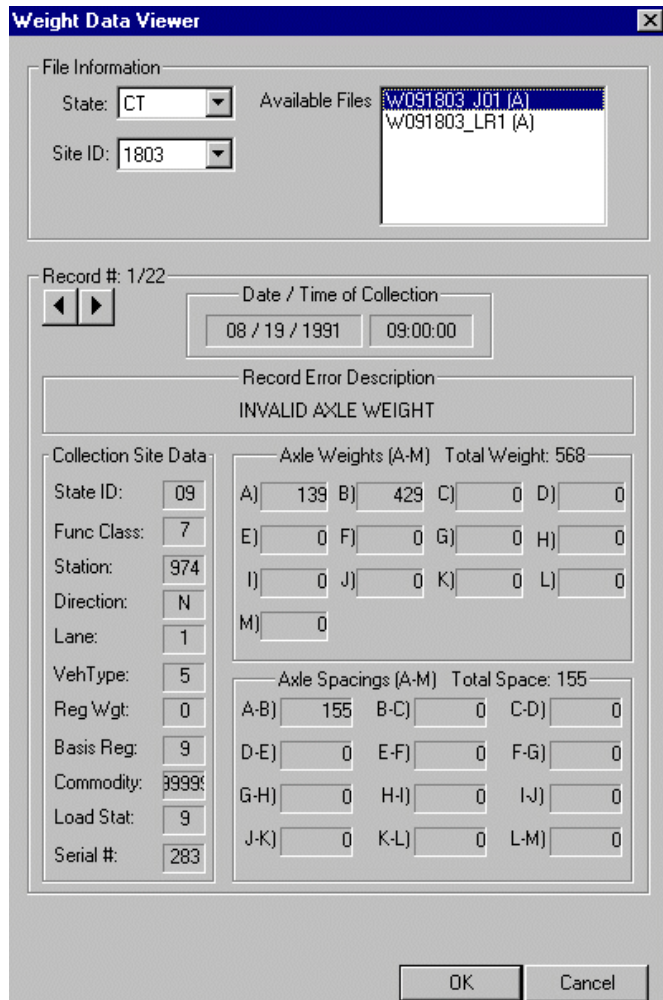 Weight Data Viewer
File Information
State: CT
Available Files
W091803_J01 (A)
W091803_LR1 (A)
Site ID: 1803
Record #: 1/22
Date / Time of Collection
08 / 19 / 1991 09:00:00
Record Error Description
INVALID AXLE WEIGHT
Collection Site Data
State ID: 09
Func Class: 7
Station: 974
Direction: N
Lane: 1
VehType: 5
Reg Wgt: 0
Basis Reg: 9
Commodity: 99999
Load Stat: 9
Serial #: 283
Axle Weights (A-M) Total Weight: 568
A) 139 B) 429 C) 0 D) 0
E) 0 F) 0 G) 0 H) 0
I) 0 J) 0 K) 0 L) 0
M) 0
Axle Spacings (A-M) Total Space: 155
A-B) 155 B-C) 0 C-D) 0
D-E) 0 E-F) 0 F-G) 0
G-H) 0 H-I) 0 I-J) 0
J-K) 0 K-L) 0 L-M) 0
OK Cancel